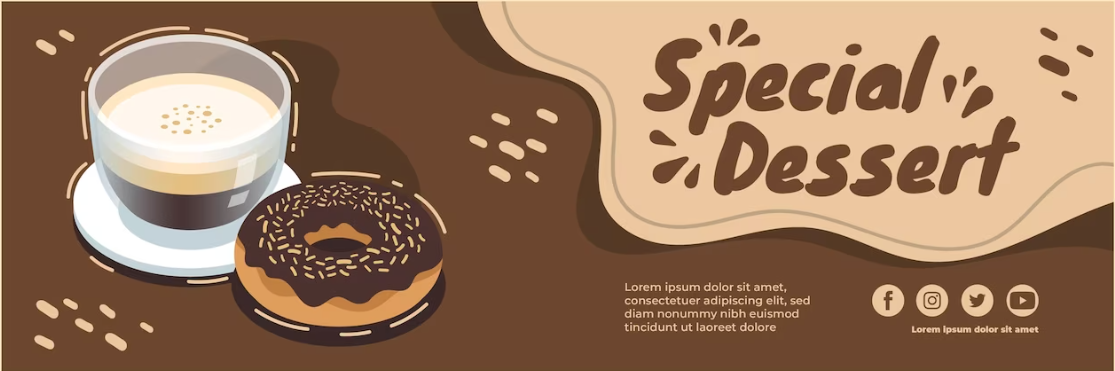 Special
Dessert
Lorem ipsum dolor sit amet,
consectetuer adipiscing elit, sed
diam nonummy nibh euismod
tincidunt ut laoreet dolore
Lorem ipsum dolor sit amet